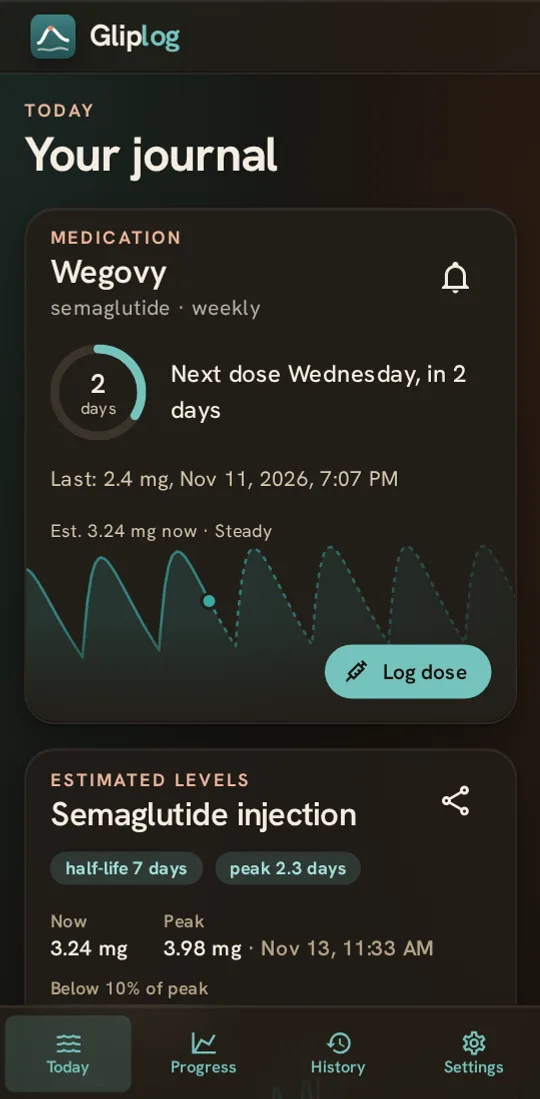 Gliplog
TODAY
Your journal
MEDICATION
Wegovy
semaglutide · weekly
2
days
Next dose Wednesday, in 2
days
Last: 2.4 mg, Nov 11, 2026, 7:07 PM
Est. 3.24 mg now · Steady
Log dose
ESTIMATED LEVELS
Semaglutide injection
half-life 7 days
peak 2.3 days
Now
Peak
3.24 mg
3.98 mg · Nov 13, 11:33 AM
Below 10% of peak
Today
Progress
History
Settings